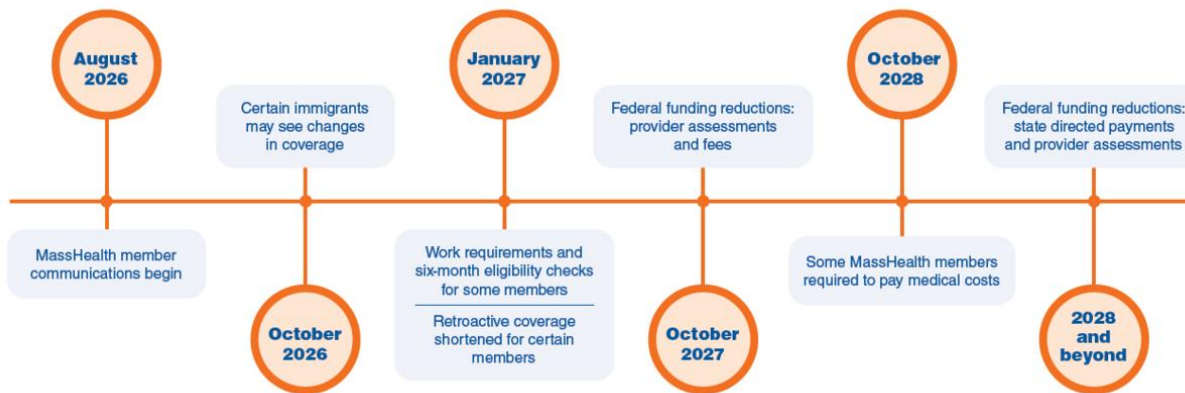 August
2026
MassHealth member
communications begin
Certain immigrants
may see changes
in coverage
October
2026
January
2027
Work requirements and
six-month eligibility checks
for some members
Retroactive coverage
shortened for certain
members
Federal funding reductions:
provider assessments
and fees
October
2027
October
2028
Some MassHealth members
required to pay medical costs
Federal funding reductions:
state directed payments
and provider assessments
2028
and
beyond